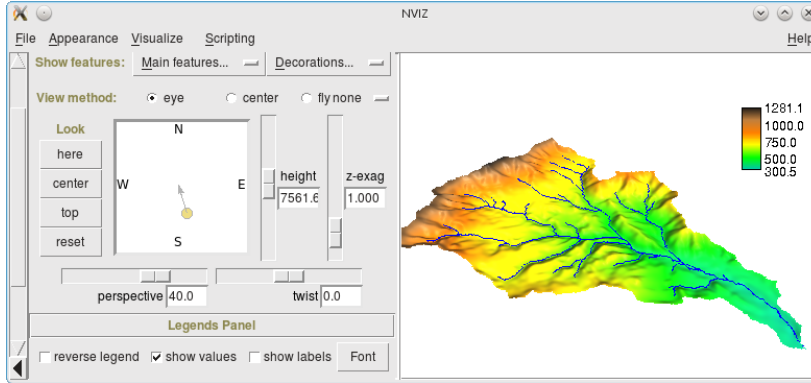 NVIZ
File Appearance Visualize Scripting Help
Show features: Main features... Decorations...
View method: eye center fly none
Look
here
center
top
reset
N
W E
S
height
7561.6
z-exag
1.000
perspective 40.0
twist 0.0
Legends Panel
reverse legend show values show labels Font
1281.1
1000.0
750.0
500.0
300.5